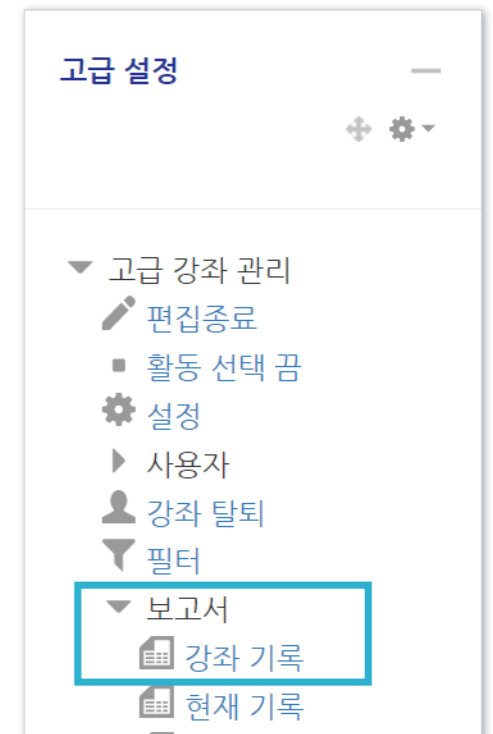 고급 설정
고급 강좌 관리
편집종료
활동 선택 끔
설정
사용자
강좌 탈퇴
필터
보고서
강좌 기록
현재 기록